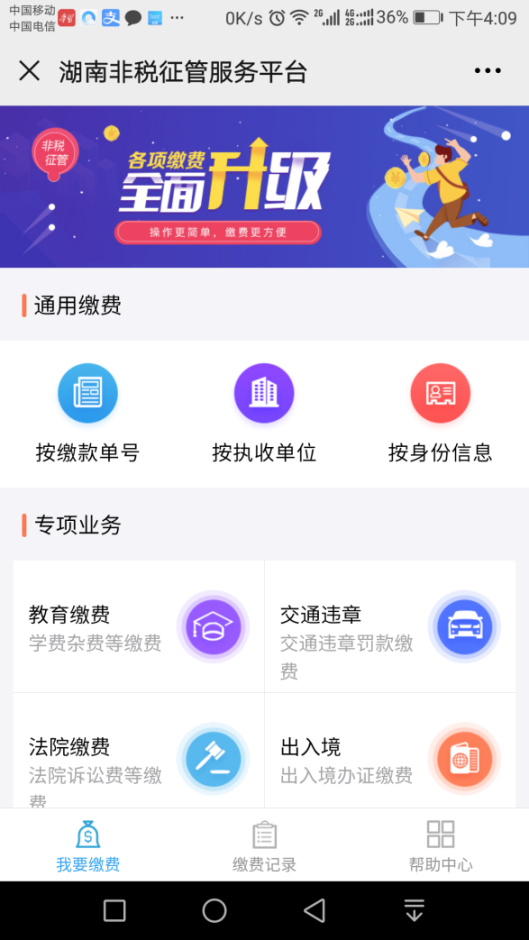 中国移动
中国电信
0K/s
2G
4G
2G
36%
下午4:09
湖南非税征管服务平台
非税
征管
各项缴费
全面升级
操作更简单，缴费更方便
通用缴费
按缴款单号
按执收单位
按身份信息
专项业务
教育缴费
学费杂费等缴费
交通违章
交通违章罚款缴
费
法院缴费
法院诉讼费等缴
费
出入境
出入境办证缴费
我要缴费
缴费记录
帮助中心